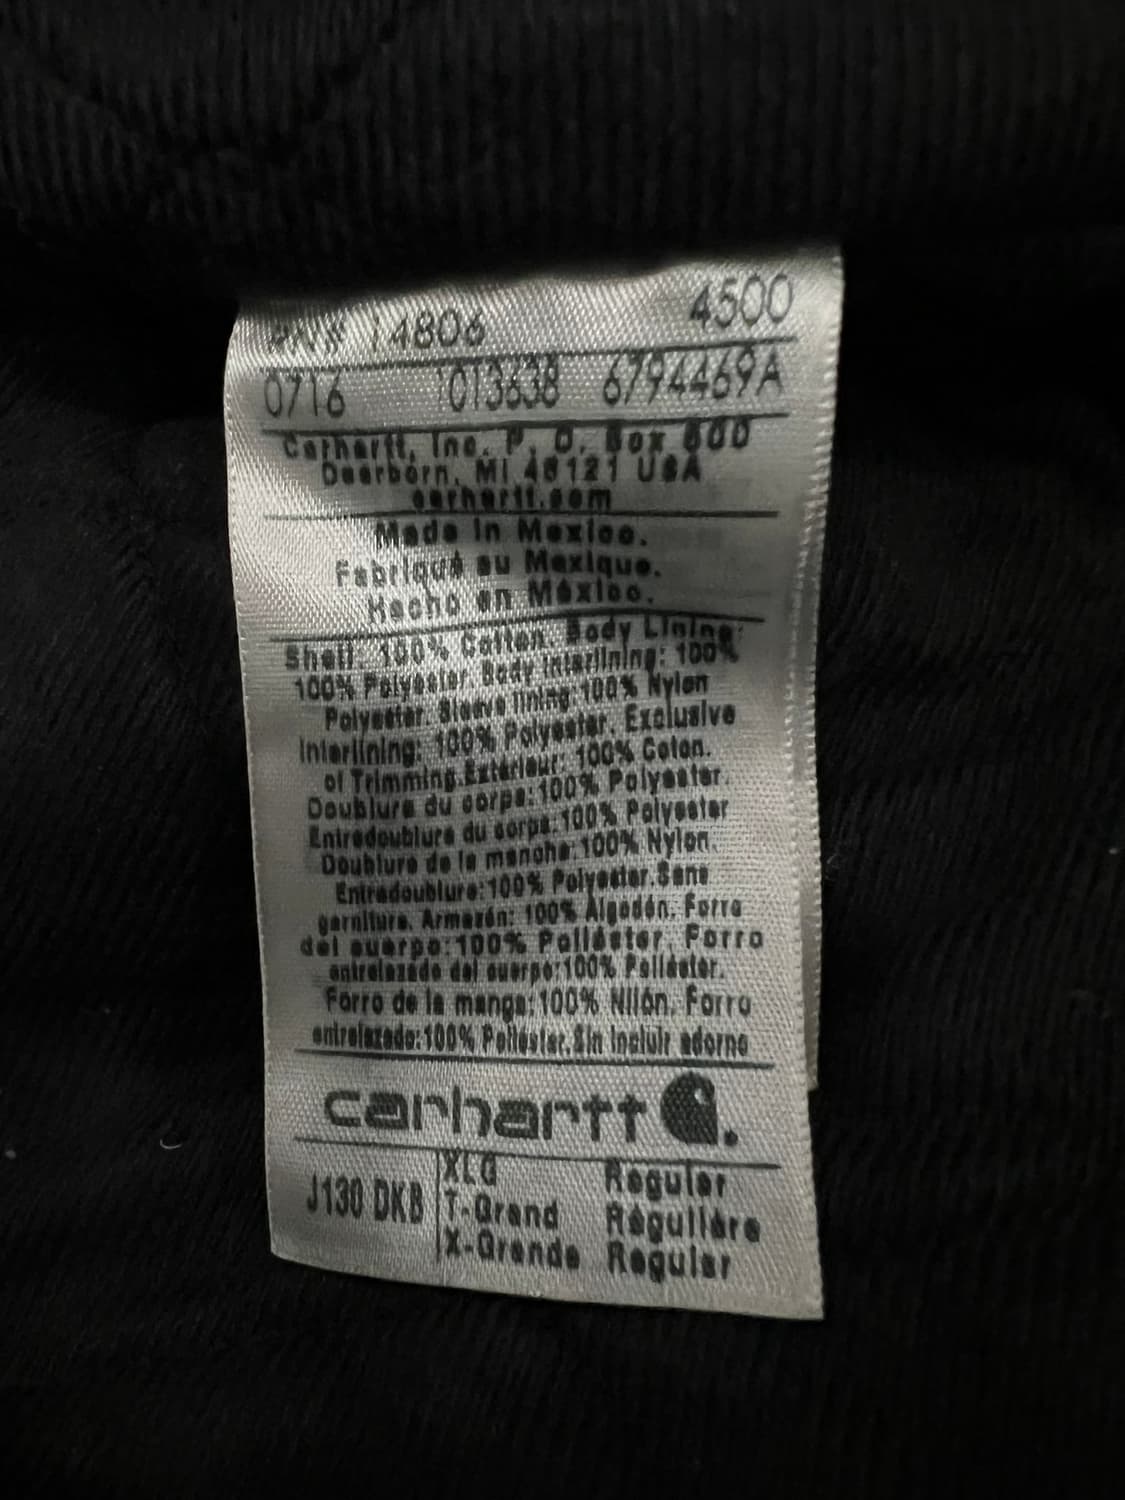 RN# 14806 4500
0716 1013638 6794469A
Carhartt, Inc. P. O. Box 600
Dearborn, MI 48121 USA
carhartt.com
Made in Mexico.
Fabriqué au Mexique.
Hecho en México.
Shell: 100% Cotton. Body Lining:
100% Polyester. Body Interlining: 100%
Polyester. Sleeve lining:100% Nylon
Interlining: 100% Polyester. Exclusive
of Trimming.Extérieur: 100% Coton.
Doublure du corps:100% Polyester.
Entredoublure du corps:100% Polyester
Doublure de la manche:100% Nylon.
Entredoublure:100% Polyester.Sans
garniture. Armazón: 100% Algodón. Forro
del cuerpo:100% Poliéster. Forro
entrelazado del cuerpo:100% Poliéster.
Forro de la manga:100% Nilón. Forro
entrelazado:100% Poliester.Sin incluir adorno
carhartt
J130 DKB XLG Regular
T-Grand Régulière
X-Grande Regular